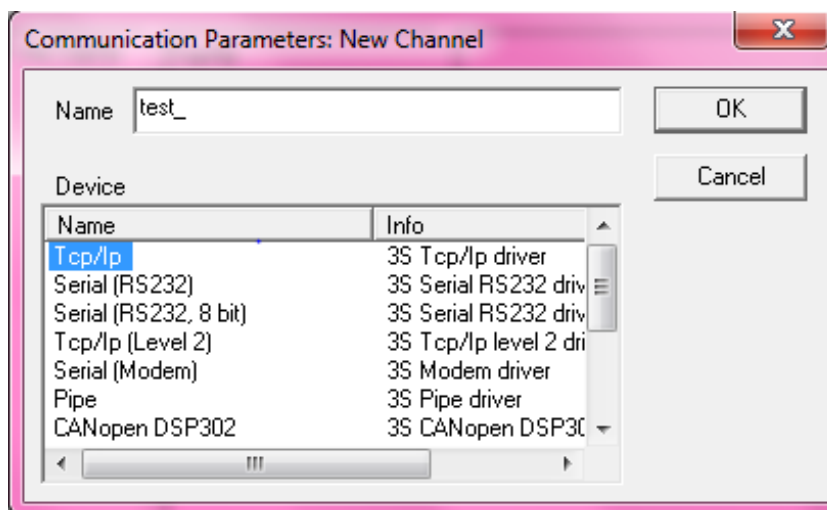 Communication Parameters: New Channel
Name test_ OK
Cancel
Device
Name Info
Tcp/Ip 3S Tcp/Ip driver
Serial (RS232) 3S Serial RS232 driv
Serial (RS232, 8 bit) 3S Serial RS232 driv
Tcp/Ip (Level 2) 3S Tcp/Ip level 2 dri
Serial (Modem) 3S Modem driver
Pipe 3S Pipe driver
CANopen DSP302 3S CANopen DSP30